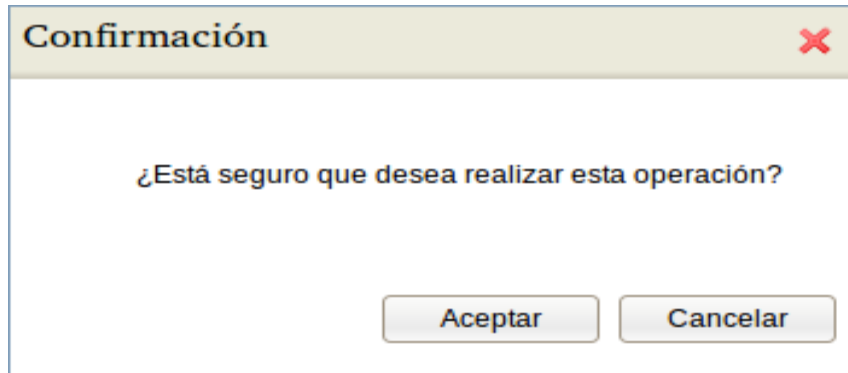 Confirmación
¿Está seguro que desea realizar esta operación?
Aceptar Cancelar